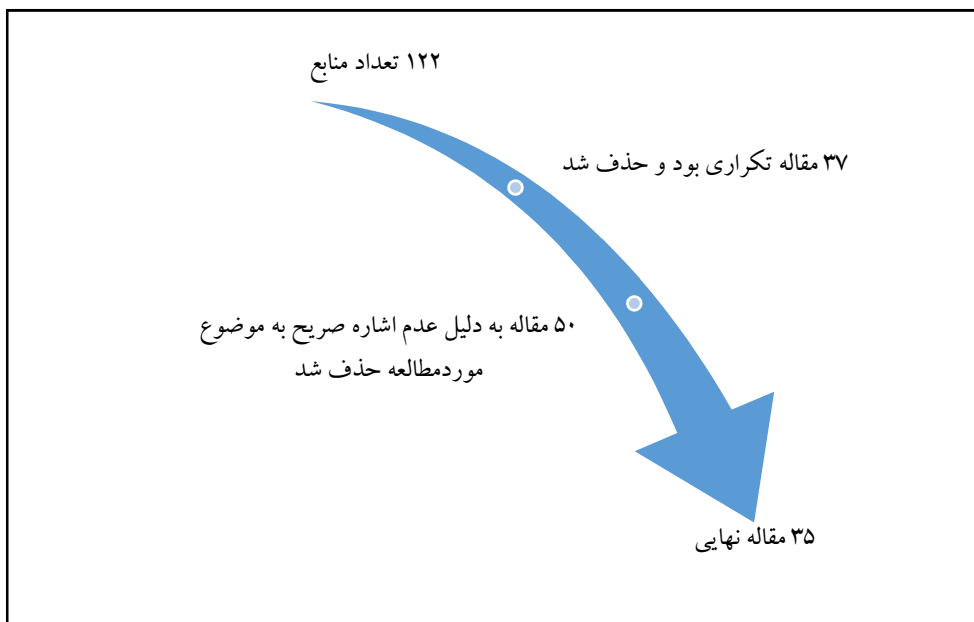 ۱۲۲ تعداد منابع
۳۷ مقاله تکراری بود و حذف شد
۵۰ مقاله به دلیل عدم اشاره صریح به موضوع
موردمطالعه حذف شد
۳۵ مقاله نهایی